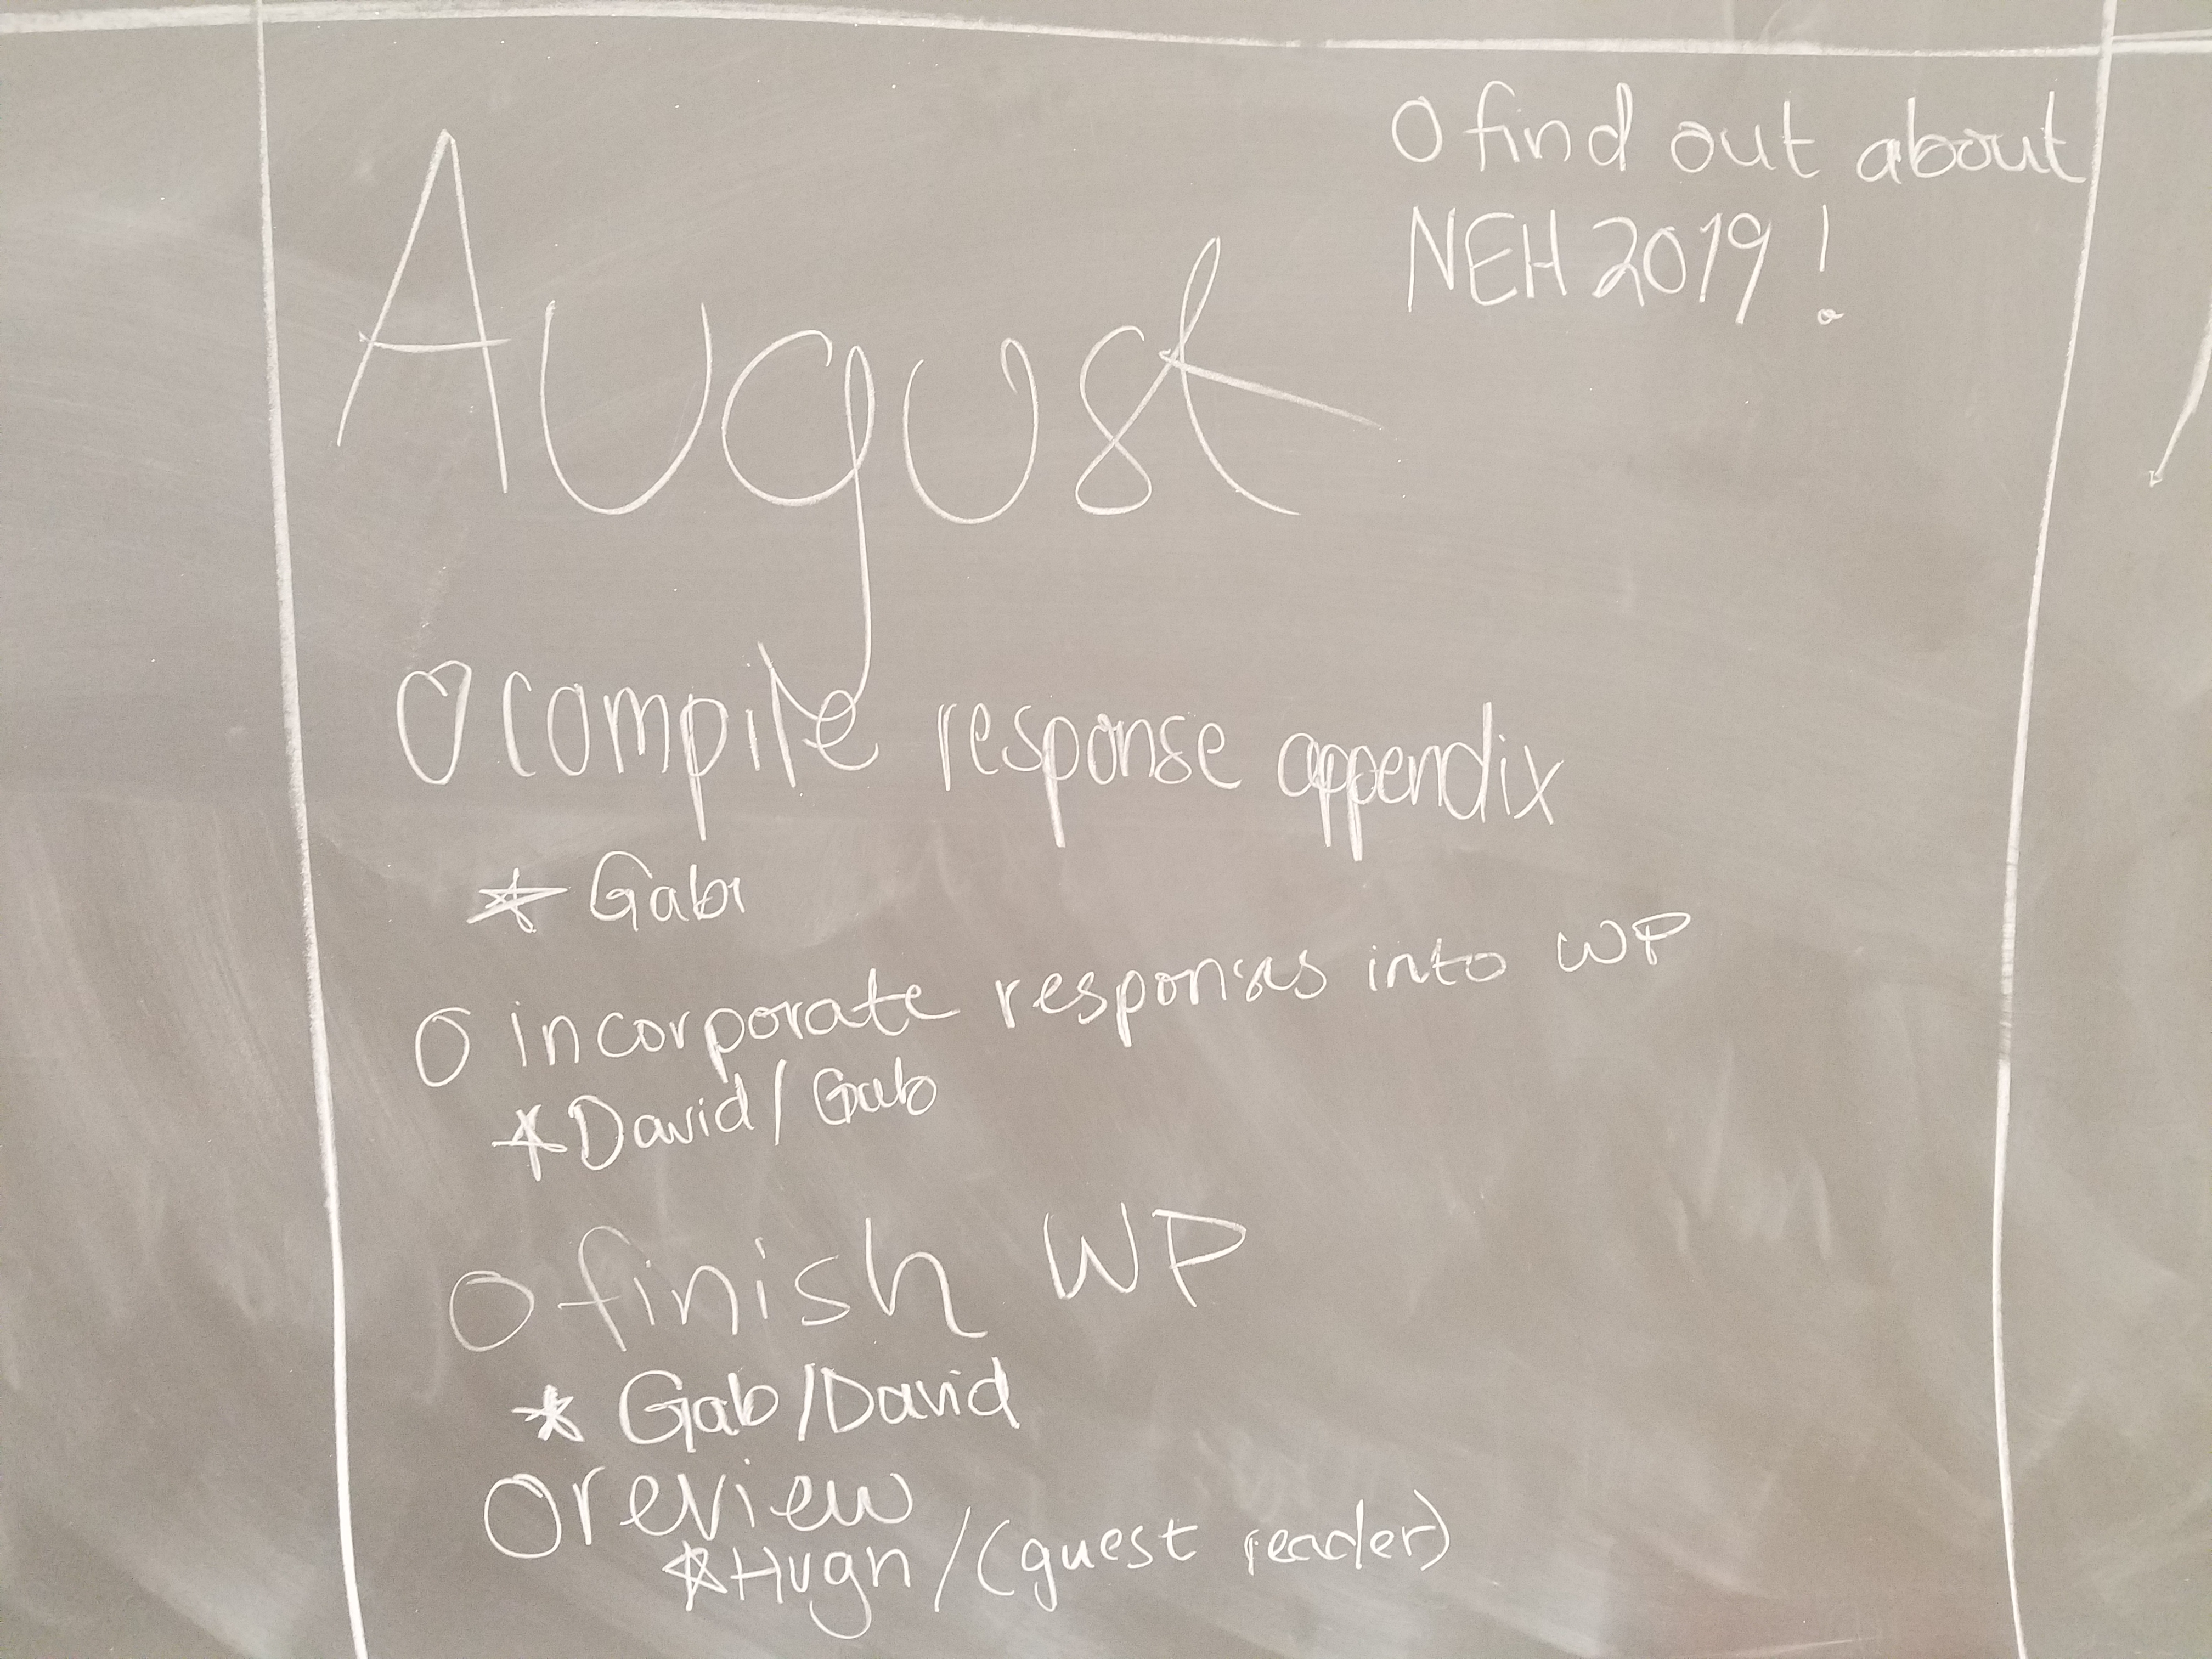 O find out about
NEH 2019!
August
O compile response appendix
* Gabi
O incorporate responses into WP
* David / Gab
O finish WP
* Gab / David
O review
* Hugh / (guest reader)